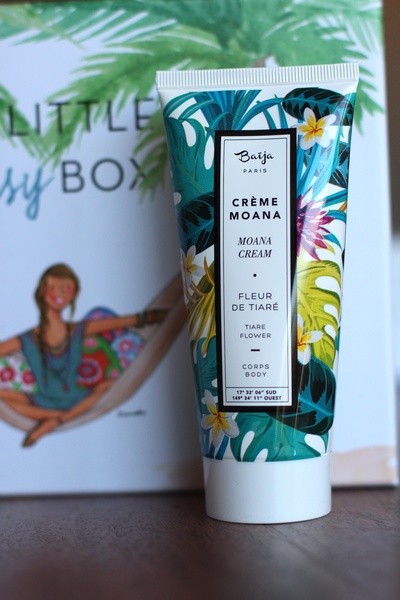 LITTLE
sy BOX
Baïja
PARIS
CRÈME
MOANA
MOANA
CREAM
FLEUR
DE TIARÉ
TIARE
FLOWER
CORPS
BODY
17° 32' 06" SUD
149° 34' 11" OUEST